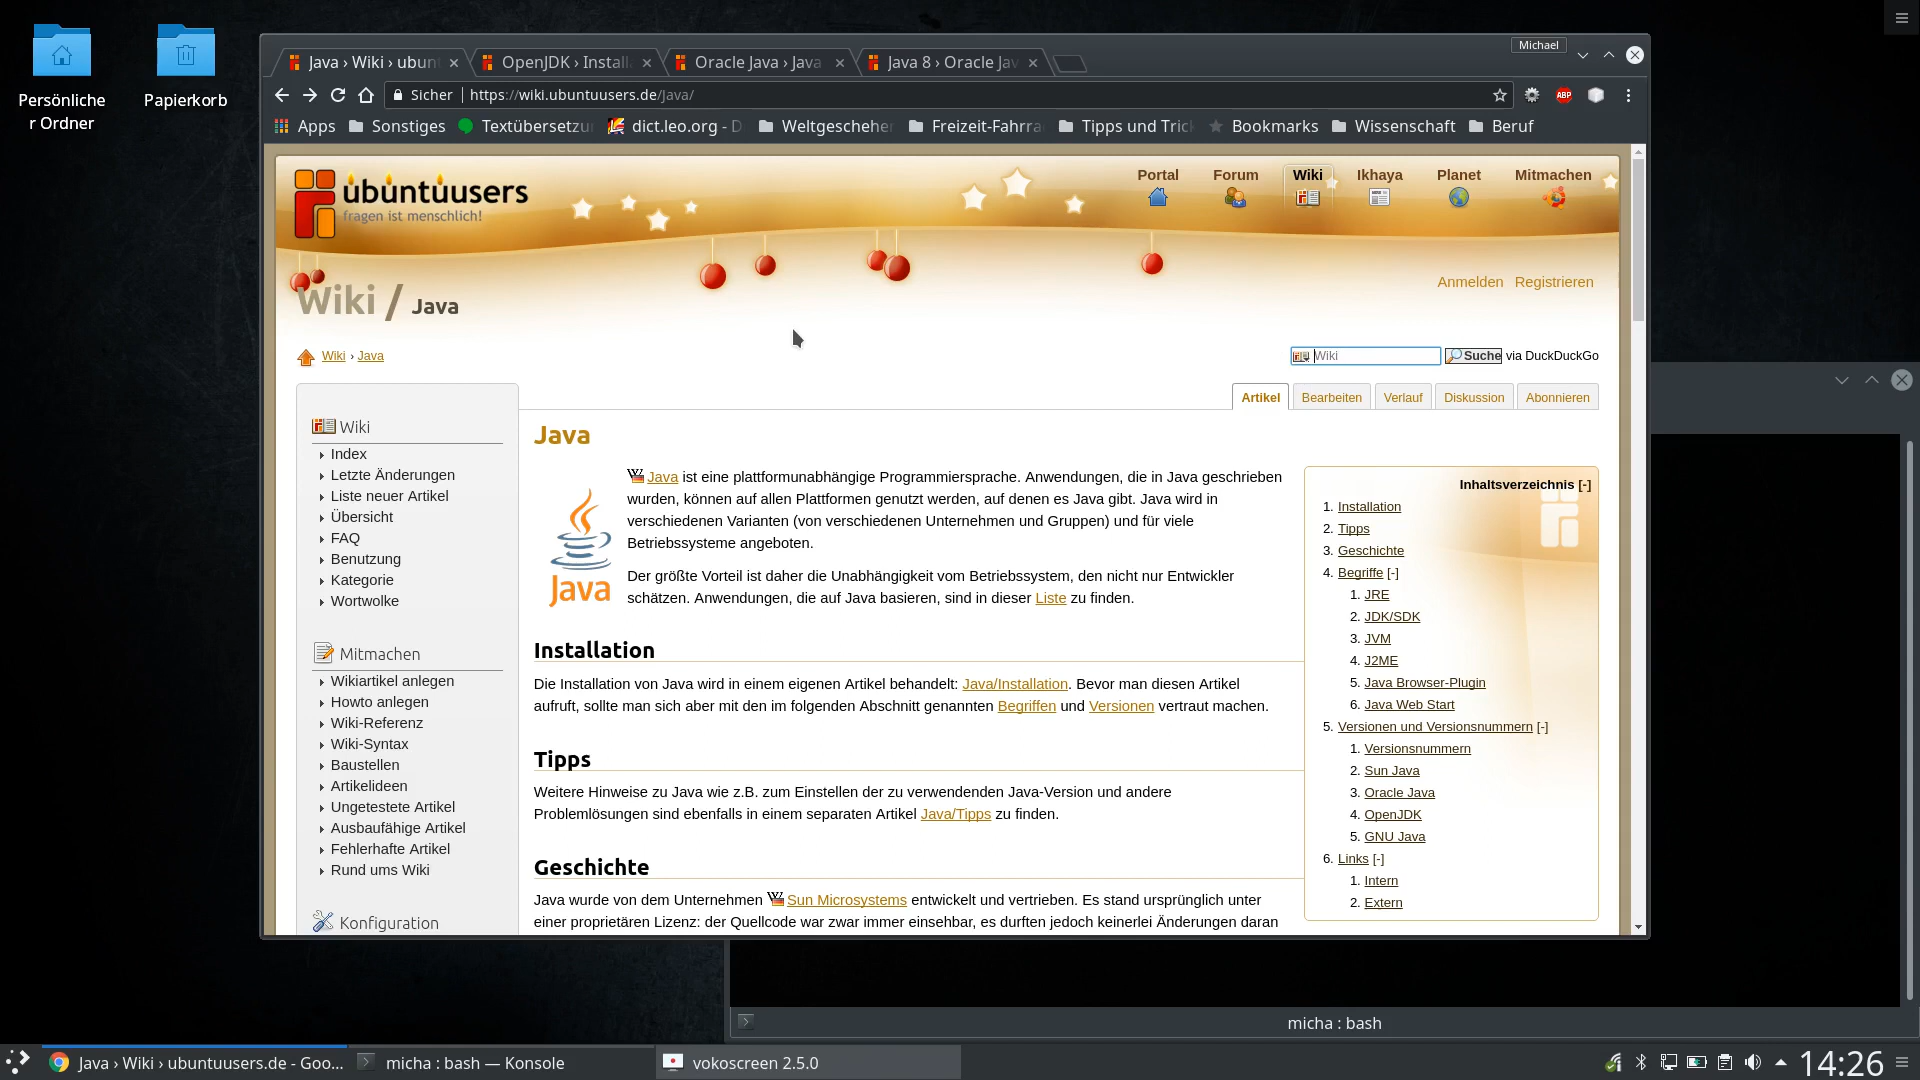 Persönliche
r Ordner
Papierkorb
Michael
Java › Wiki › ubun
OpenJDK › Install
Oracle Java › Java
Java 8 › Oracle Jav
Sicher
https://wiki.ubuntuusers.de/Java/
Apps
Sonstiges
Textübersetzu
dict.leo.org - D
Weltgeschehe
Freizeit-Fahrra
Tipps und Tric
Bookmarks
Wissenschaft
Beruf
ubuntuusers
fragen ist menschlich!
Portal
Forum
Wiki
Ikhaya
Planet
Mitmachen
Anmelden
Registrieren
Wiki / Java
Wiki › Java
Wiki
Suche via DuckDuckGo
Artikel
Bearbeiten
Verlauf
Diskussion
Abonnieren
Wiki
Index
Letzte Änderungen
Liste neuer Artikel
Übersicht
FAQ
Benutzung
Kategorie
Wortwolke
Mitmachen
Wikiartikel anlegen
Howto anlegen
Wiki-Referenz
Wiki-Syntax
Baustellen
Artikelideen
Ungetestete Artikel
Ausbaufähige Artikel
Fehlerhafte Artikel
Rund ums Wiki
Konfiguration
Java
Java
Java ist eine plattformunabhängige Programmiersprache. Anwendungen, die in Java geschrieben
wurden, können auf allen Plattformen genutzt werden, auf denen es Java gibt. Java wird in
verschiedenen Varianten (von verschiedenen Unternehmen und Gruppen) und für viele
Betriebssysteme angeboten.
Der größte Vorteil ist daher die Unabhängigkeit vom Betriebssystem, den nicht nur Entwickler
schätzen. Anwendungen, die auf Java basieren, sind in dieser Liste zu finden.
Installation
Die Installation von Java wird in einem eigenen Artikel behandelt: Java/Installation. Bevor man diesen Artikel
aufruft, sollte man sich aber mit den im folgenden Abschnitt genannten Begriffen und Versionen vertraut machen.
Tipps
Weitere Hinweise zu Java wie z.B. zum Einstellen der zu verwendenden Java-Version und andere
Problemlösungen sind ebenfalls in einem separaten Artikel Java/Tipps zu finden.
Geschichte
Java wurde von dem Unternehmen Sun Microsystems entwickelt und vertrieben. Es stand ursprünglich unter
einer proprietären Lizenz: der Quellcode war zwar immer einsehbar, es durften jedoch keinerlei Änderungen daran
Inhaltsverzeichnis [-]
1. Installation
2. Tipps
3. Geschichte
4. Begriffe [-]
1. JRE
2. JDK/SDK
3. JVM
4. J2ME
5. Java Browser-Plugin
6. Java Web Start
5. Versionen und Versionsnummern [-]
1. Versionsnummern
2. Sun Java
3. Oracle Java
4. OpenJDK
5. GNU Java
6. Links [-]
1. Intern
2. Extern
micha : bash
Java › Wiki › ubuntuusers.de - Goo...
micha : bash — Konsole
vokoscreen 2.5.0
14:26